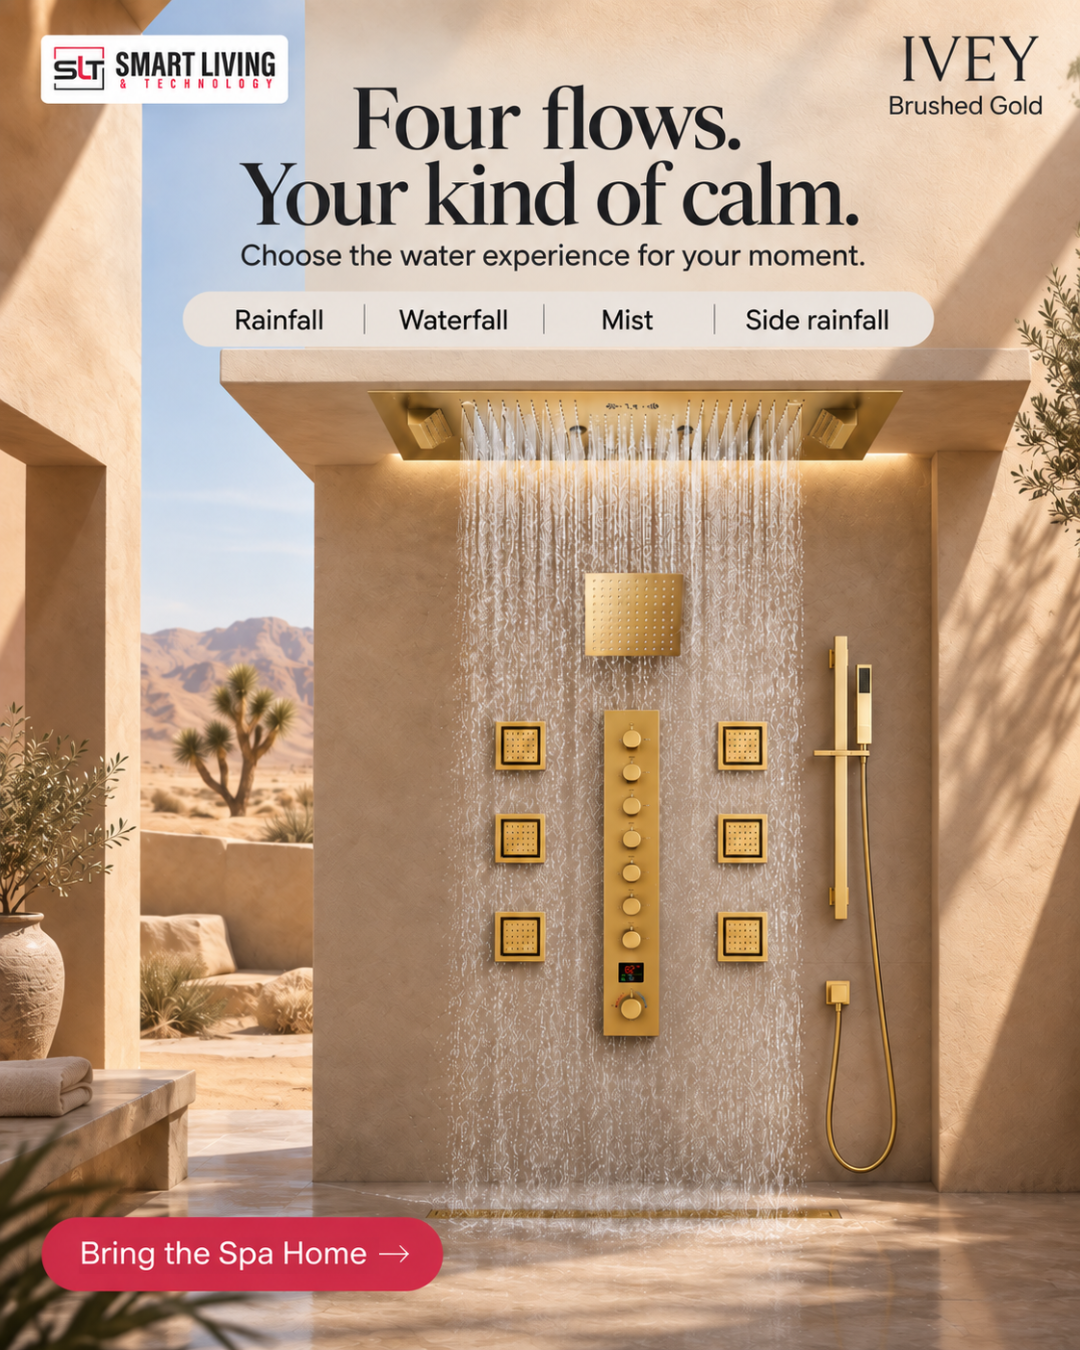 SLT SMART LIVING
& TECHNOLOGY
IVEY
Brushed Gold
Four flows.
Your kind of calm.
Choose the water experience for your moment.
Rainfall | Waterfall | Mist | Side rainfall
Bring the Spa Home →